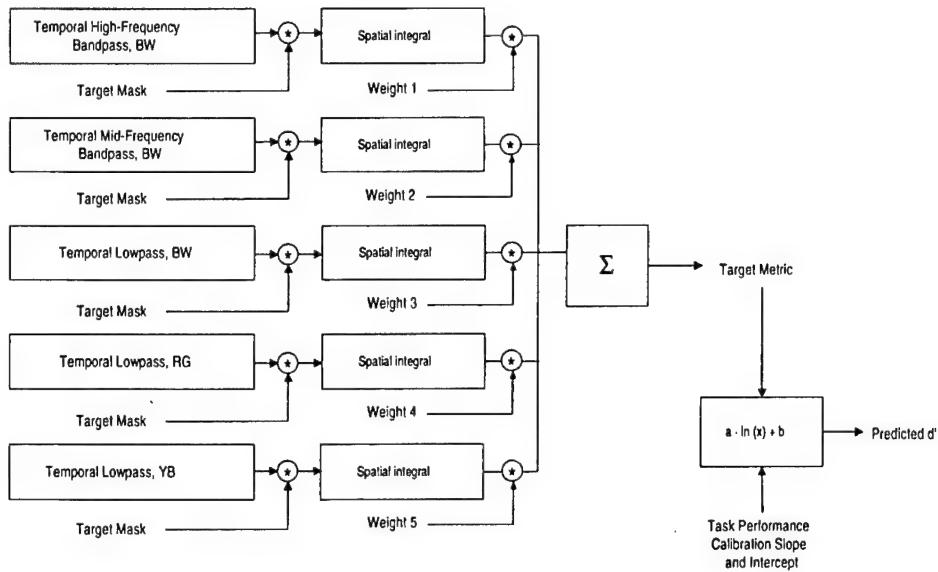 Temporal High-Frequency
Bandpass, BW
*
Spatial integral
*
Target Mask
Weight 1
Temporal Mid-Frequency
Bandpass, BW
*
Spatial integral
*
Target Mask
Weight 2
Temporal Lowpass, BW
*
Spatial integral
*
Target Mask
Weight 3
Σ
Target Metric
Temporal Lowpass, RG
*
Spatial integral
*
Target Mask
Weight 4
a · ln (x) + b
Predicted d'
Temporal Lowpass, YB
*
Spatial integral
*
Target Mask
Weight 5
Task Performance
Calibration Slope
and Intercept